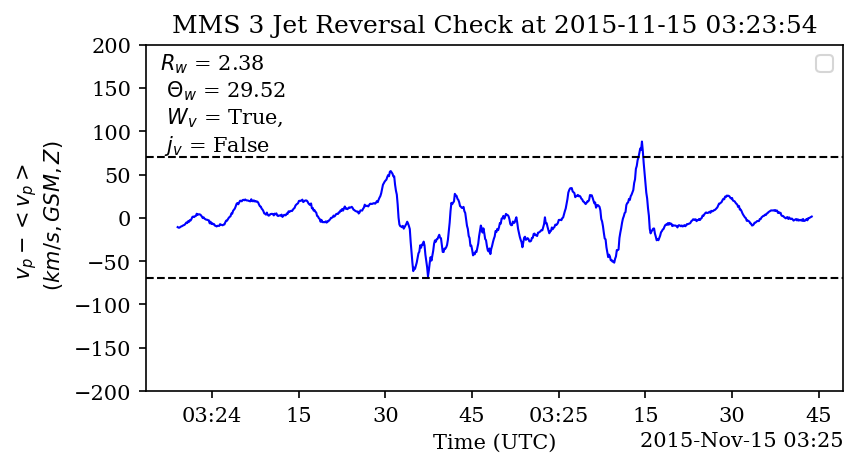 MMS 3 Jet Reversal Check at 2015-11-15 03:23:54
200
150
100
50
0
−50
−100
−150
−200
v_p − < v_p >
(km/s, GSM, Z)
R_w = 2.38
Θ_w = 29.52
W_v = True,
j_v = False
03:24 15 30 45 03:25 15 30 45
Time (UTC)
2015-Nov-15 03:25